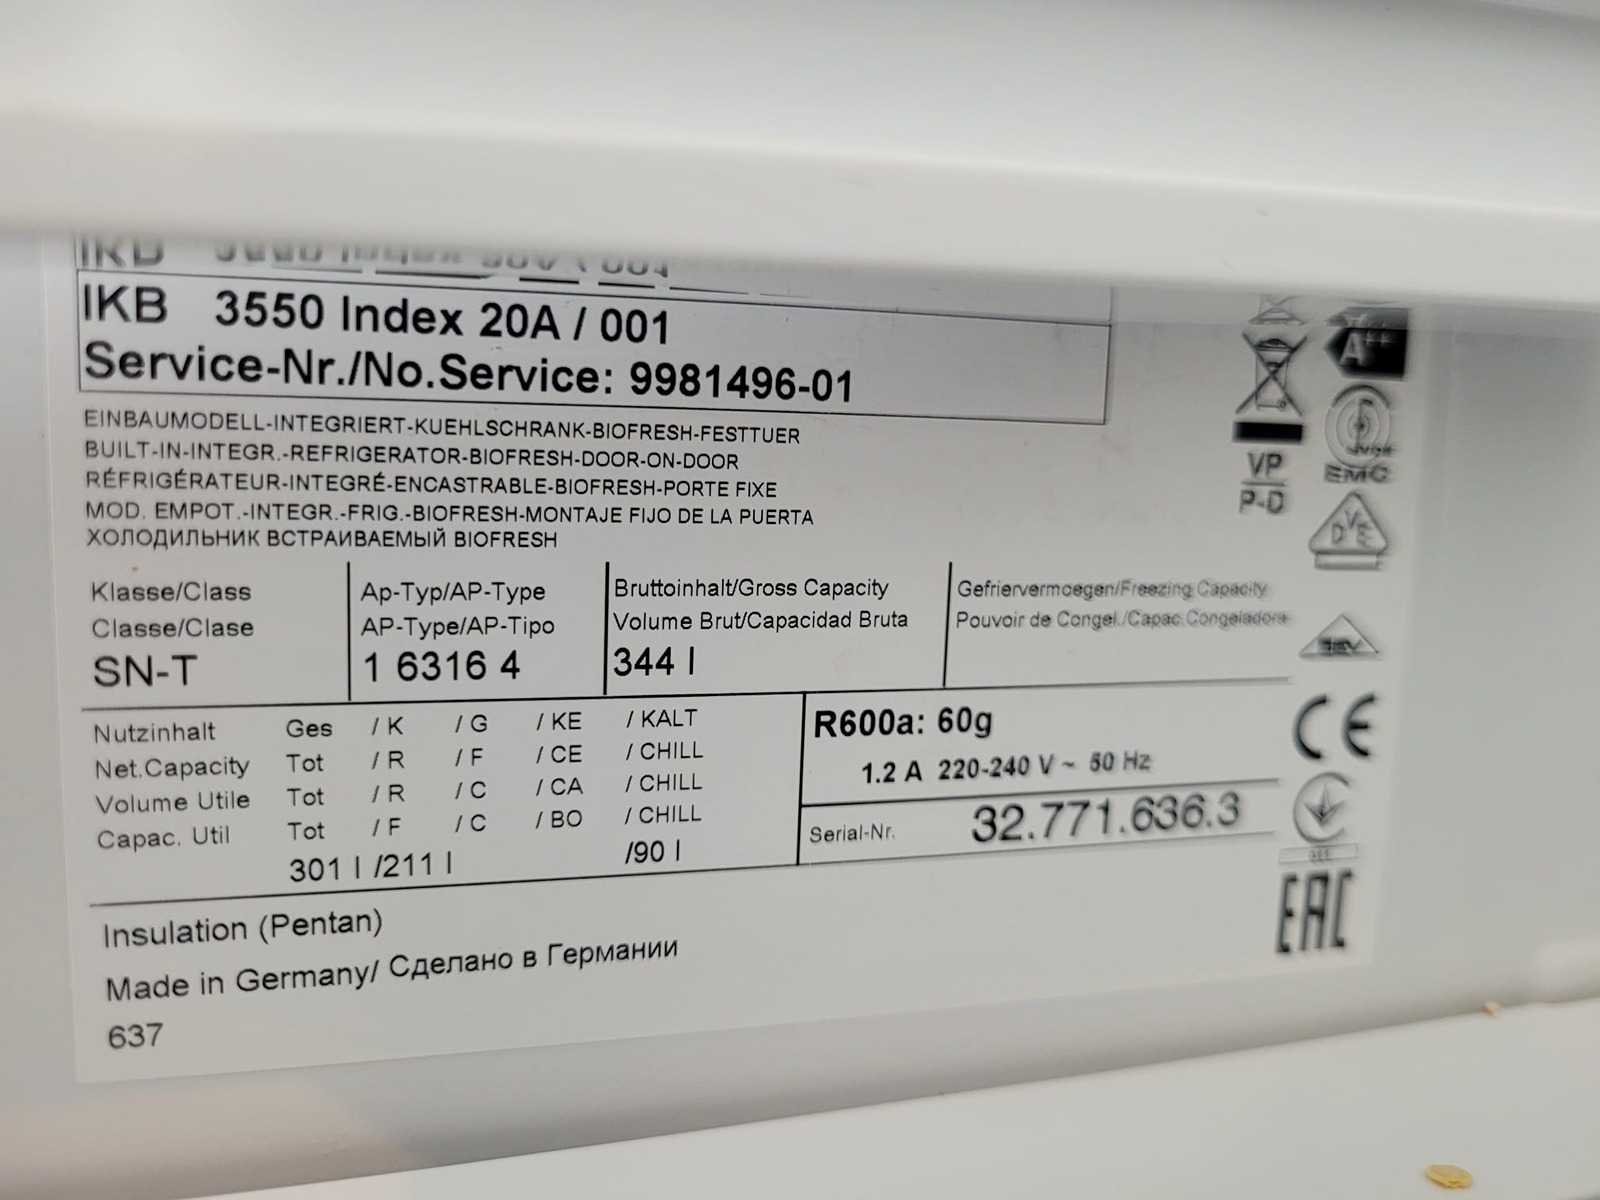 IKB 3550 Index 20A / 001
Service-Nr./No.Service: 9981496-01
EINBAUMODELL-INTEGRIERT-KUEHLSCHRANK-BIOFRESH-FESTTUER
BUILT-IN-INTEGR.-REFRIGERATOR-BIOFRESH-DOOR-ON-DOOR
RÉFRIGÉRATEUR-INTEGRÉ-ENCASTRABLE-BIOFRESH-PORTE FIXE
MOD. EMPOT.-INTEGR.-FRIG.-BIOFRESH-MONTAJE FIJO DE LA PUERTA
ХОЛОДИЛЬНИК ВСТРАИВАЕМЫЙ BIOFRESH
Klasse/Class
Classe/Clase
SN-T
Ap-Typ/AP-Type
AP-Type/AP-Tipo
1 6316 4
Bruttoinhalt/Gross Capacity
Volume Brut/Capacidad Bruta
344 l
Gefriervermoegen/Freezing Capacity
Pouvoir de Congel./Capac.Congeladora
Nutzinhalt Ges / K / G / KE / KALT
Net.Capacity Tot / R / F / CE / CHILL
Volume Utile Tot / R / C / CA / CHILL
Capac. Util Tot / F / C / BO / CHILL
301 l /211 l /90 l
R600a: 60g
1.2 A 220-240 V ~ 50 Hz
Serial-Nr. 32.771.636.3
Insulation (Pentan)
Made in Germany/ Сделано в Германии
637
A++
VP
P-D
EMC
DVE
CE
EAC